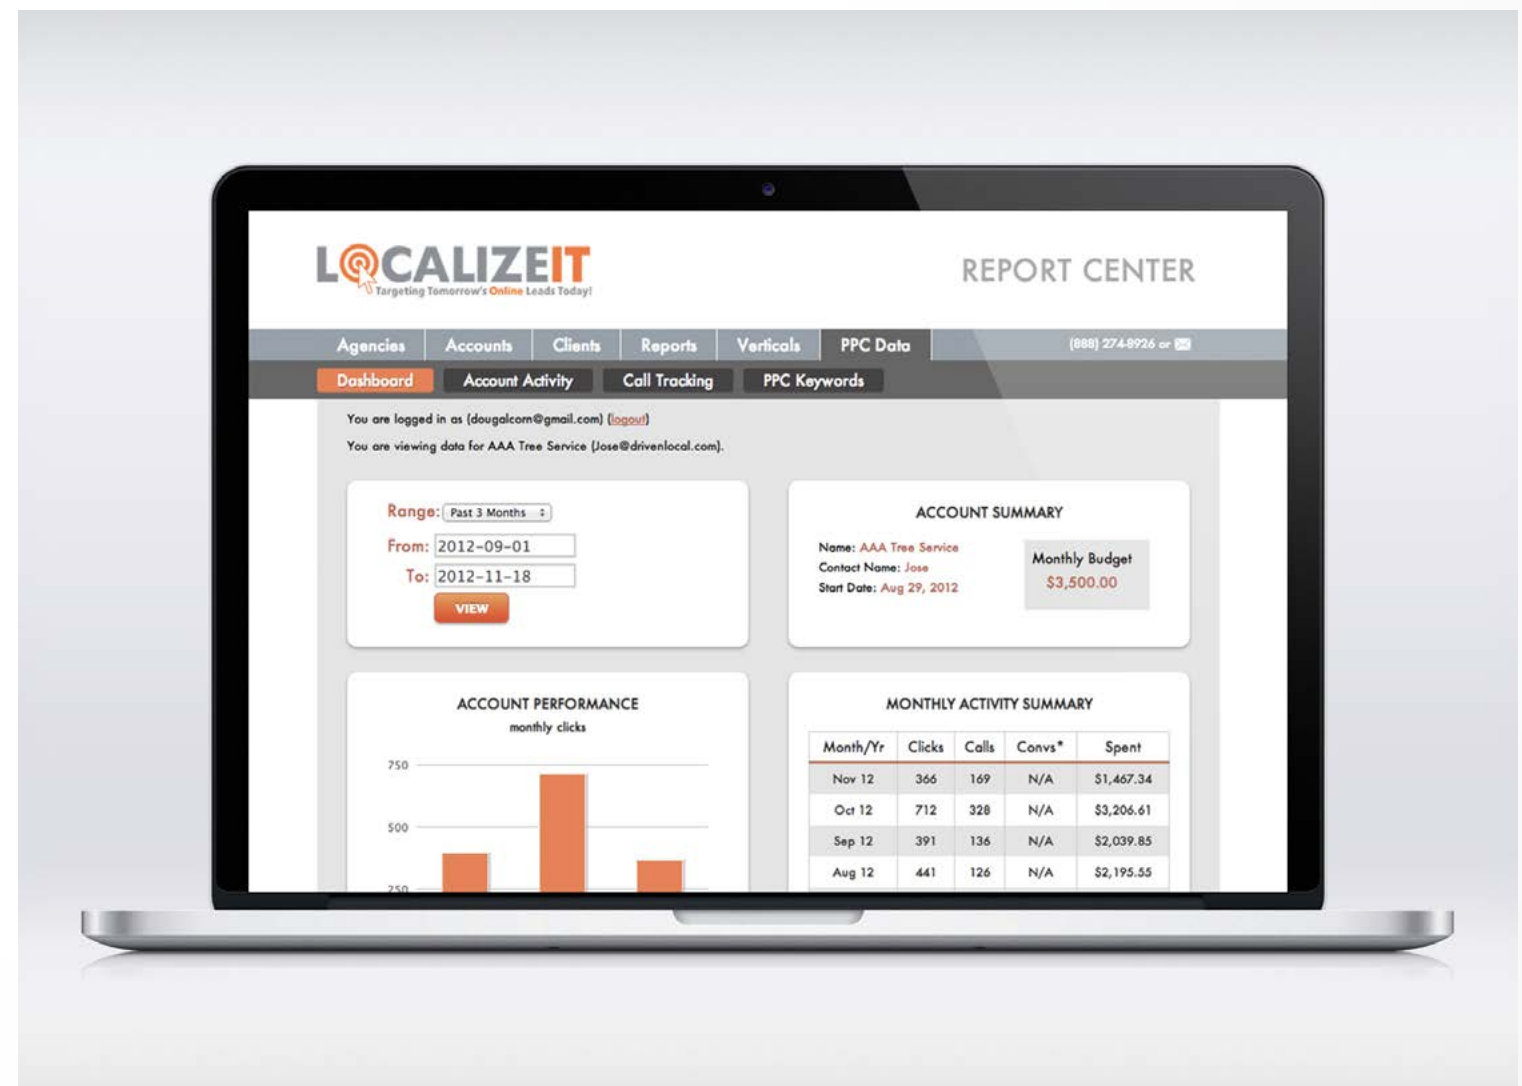 LOCALIZEIT
Targeting Tomorrow's Online Leads Today!
REPORT CENTER
Agencies Accounts Clients Reports Verticals PPC Data (888) 274-8926 or
Dashboard Account Activity Call Tracking PPC Keywords
You are logged in as (dougalcorn@gmail.com) (logout)
You are viewing data for AAA Tree Service (Jose@drivenlocal.com).
Range: Past 3 Months
From: 2012-09-01
To: 2012-11-18
VIEW
ACCOUNT SUMMARY
Name: AAA Tree Service
Contact Name: Jose
Start Date: Aug 29, 2012
Monthly Budget
$3,500.00
ACCOUNT PERFORMANCE
monthly clicks
750
500
250
MONTHLY ACTIVITY SUMMARY
Month/Yr Clicks Calls Convs* Spent
Nov 12 366 169 N/A $1,467.34
Oct 12 712 328 N/A $3,206.61
Sep 12 391 136 N/A $2,039.85
Aug 12 441 126 N/A $2,195.55